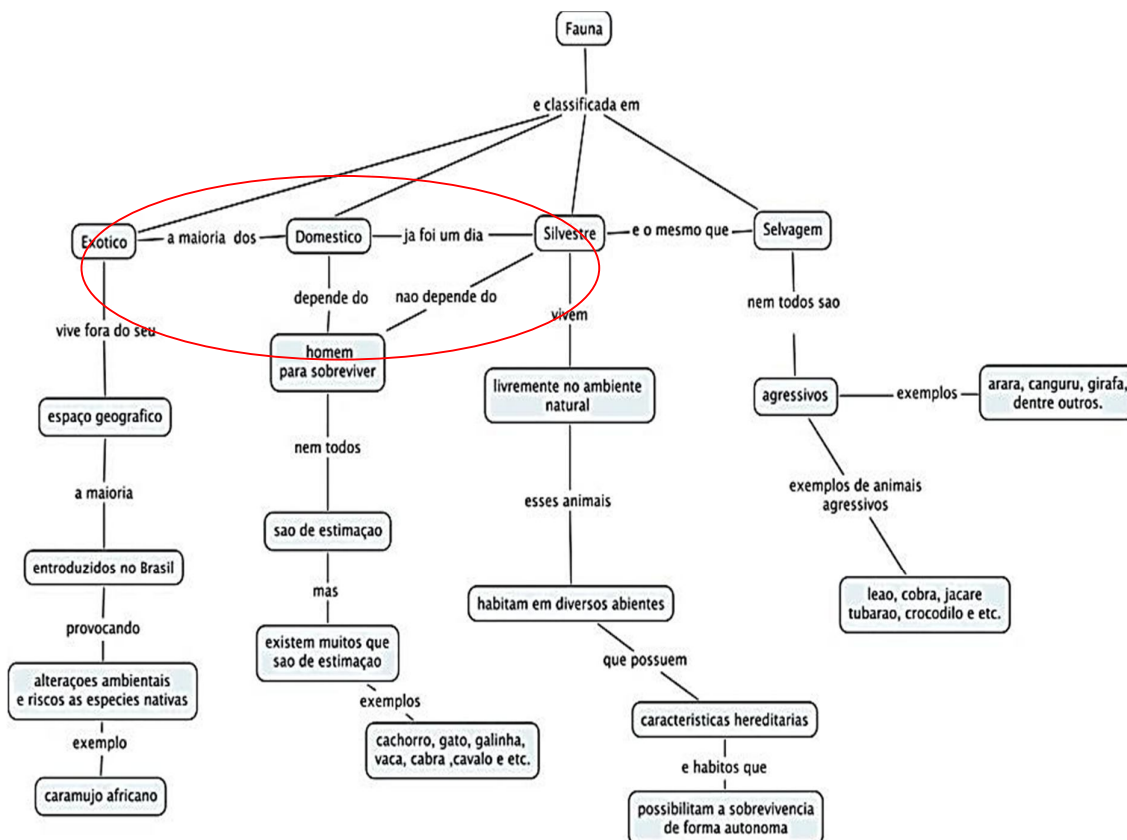 Fauna
e classificada em
Exotico
a maioria dos
Domestico
ja foi um dia
Silvestre
e o mesmo que
Selvagem
vive fora do seu
depende do
nao depende do
vivem
nem todos sao
homem
para sobreviver
espaço geografico
livremente no ambiente
natural
agressivos
exemplos
arara, canguru, girafa,
dentre outros.
a maioria
nem todos
esses animais
exemplos de animais
agressivos
entroduzidos no Brasil
sao de estimaçao
habitam em diversos abientes
leao, cobra, jacare
tubarao, crocodilo e etc.
provocando
mas
que possuem
alteraçoes ambientais
e riscos as especies nativas
existem muitos que
sao de estimaçao
caracteristicas hereditarias
exemplo
exemplos
e habitos que
caramujo africano
cachorro, gato, galinha,
vaca, cabra ,cavalo e etc.
possibilitam a sobrevivencia
de forma autonoma